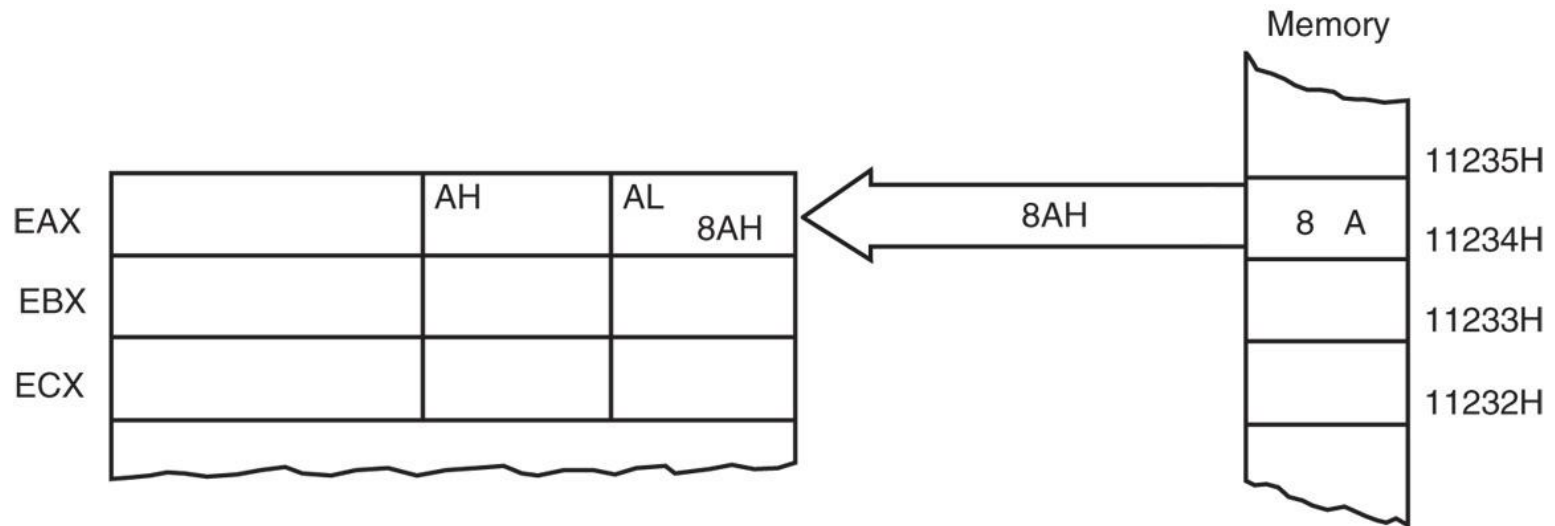 Memory
11235H
EAX
AH
AL
8AH
8AH
8 A
11234H
EBX
11233H
ECX
11232H